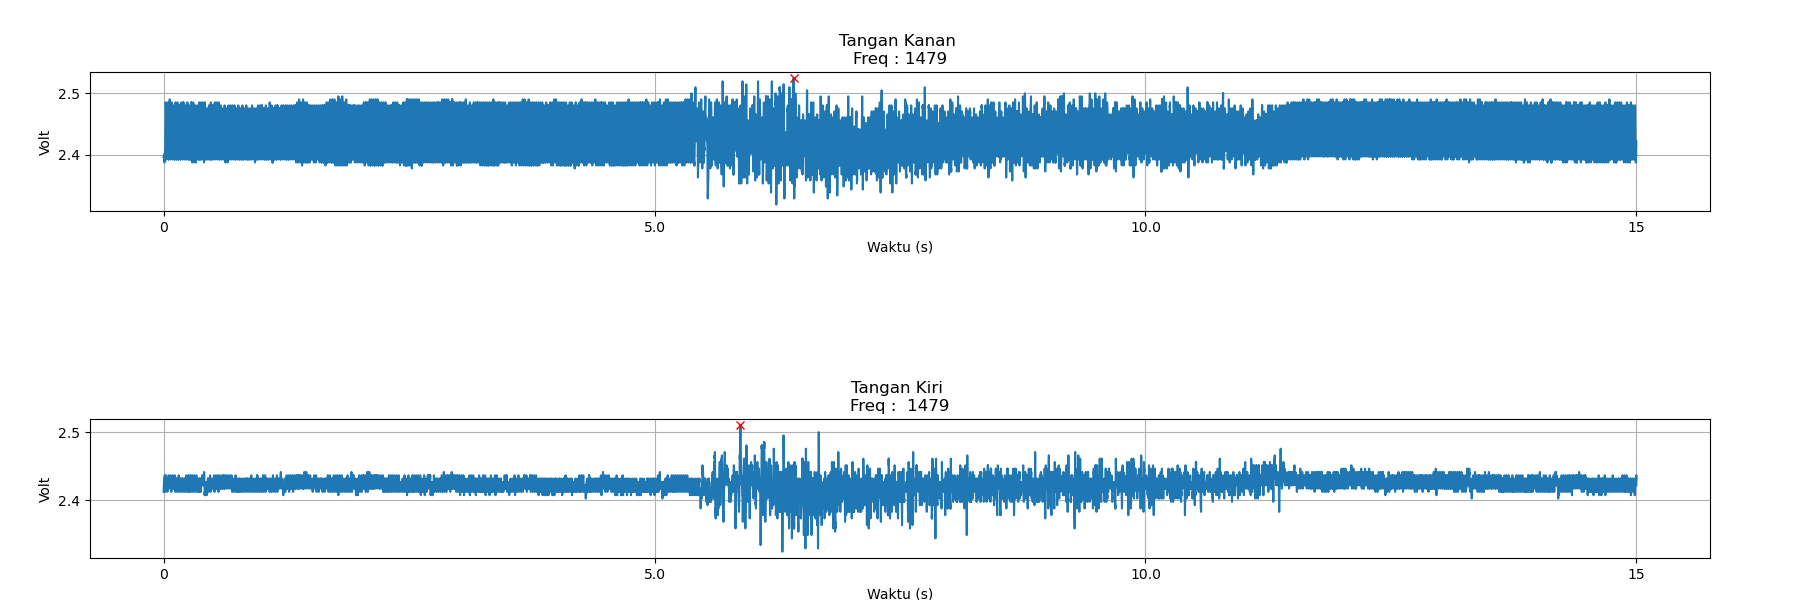 Tangan Kanan
Freq : 1479
2.5
2.4
Volt
0 5.0 10.0 15
Waktu (s)
Tangan Kiri
Freq :  1479
2.5
2.4
Volt
0 5.0 10.0 15
Waktu (s)